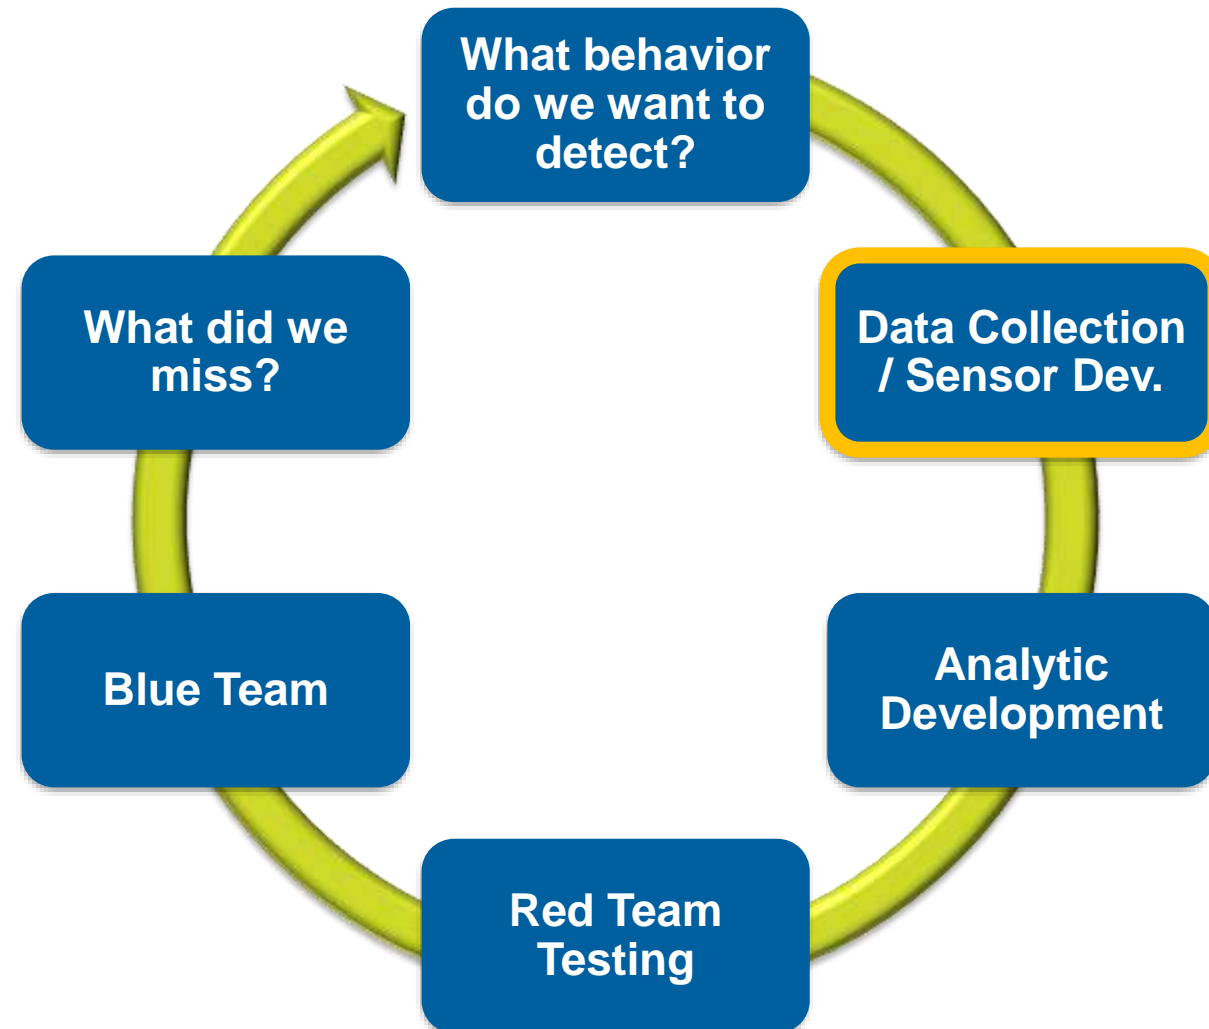 What behavior
do we want to
detect?
Data Collection
/ Sensor Dev.
Analytic
Development
Red Team
Testing
Blue Team
What did we
miss?